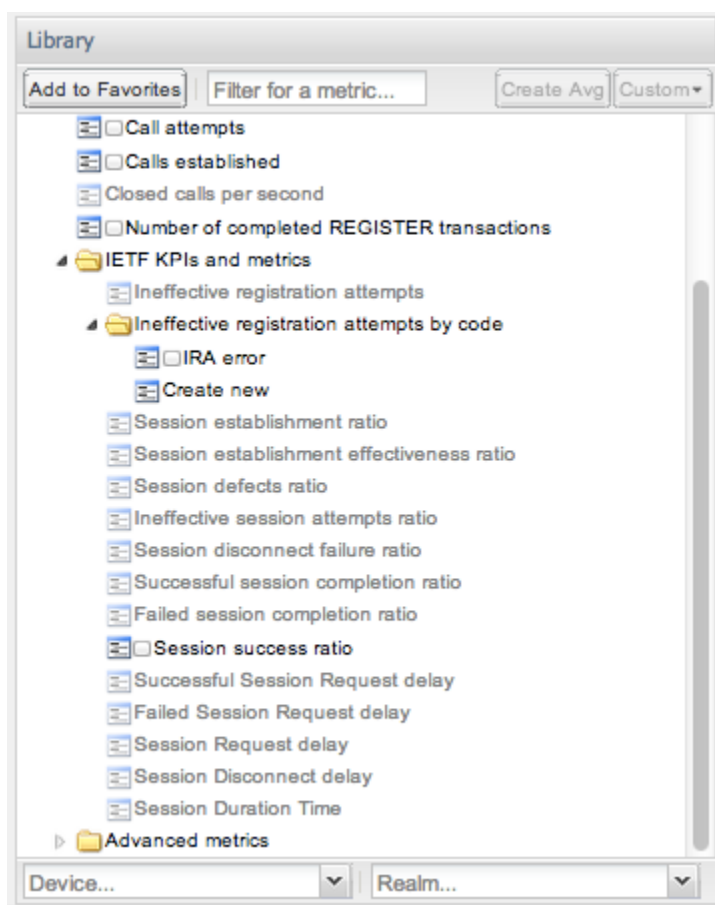 Library
Add to Favorites Filter for a metric... Create Avg Custom
Call attempts
Calls established
Closed calls per second
Number of completed REGISTER transactions
IETF KPIs and metrics
Ineffective registration attempts
Ineffective registration attempts by code
IRA error
Create new
Session establishment ratio
Session establishment effectiveness ratio
Session defects ratio
Ineffective session attempts ratio
Session disconnect failure ratio
Successful session completion ratio
Failed session completion ratio
Session success ratio
Successful Session Request delay
Failed Session Request delay
Session Request delay
Session Disconnect delay
Session Duration Time
Advanced metrics
Device... Realm...